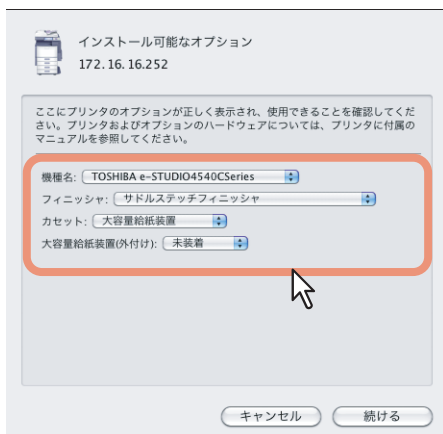 インストール可能なオプション
172.16.16.252
ここにプリンタのオプションが正しく表示され、使用できることを確認してくだ
さい。プリンタおよびオプションのハードウェアについては、プリンタに付属の
マニュアルを参照してください。
機種名: TOSHIBA e-STUDIO4540CSeries
フィニッシャ: サドルステッチフィニッシャ
カセット: 大容量給紙装置
大容量給紙装置(外付け): 未装着
キャンセル 続ける